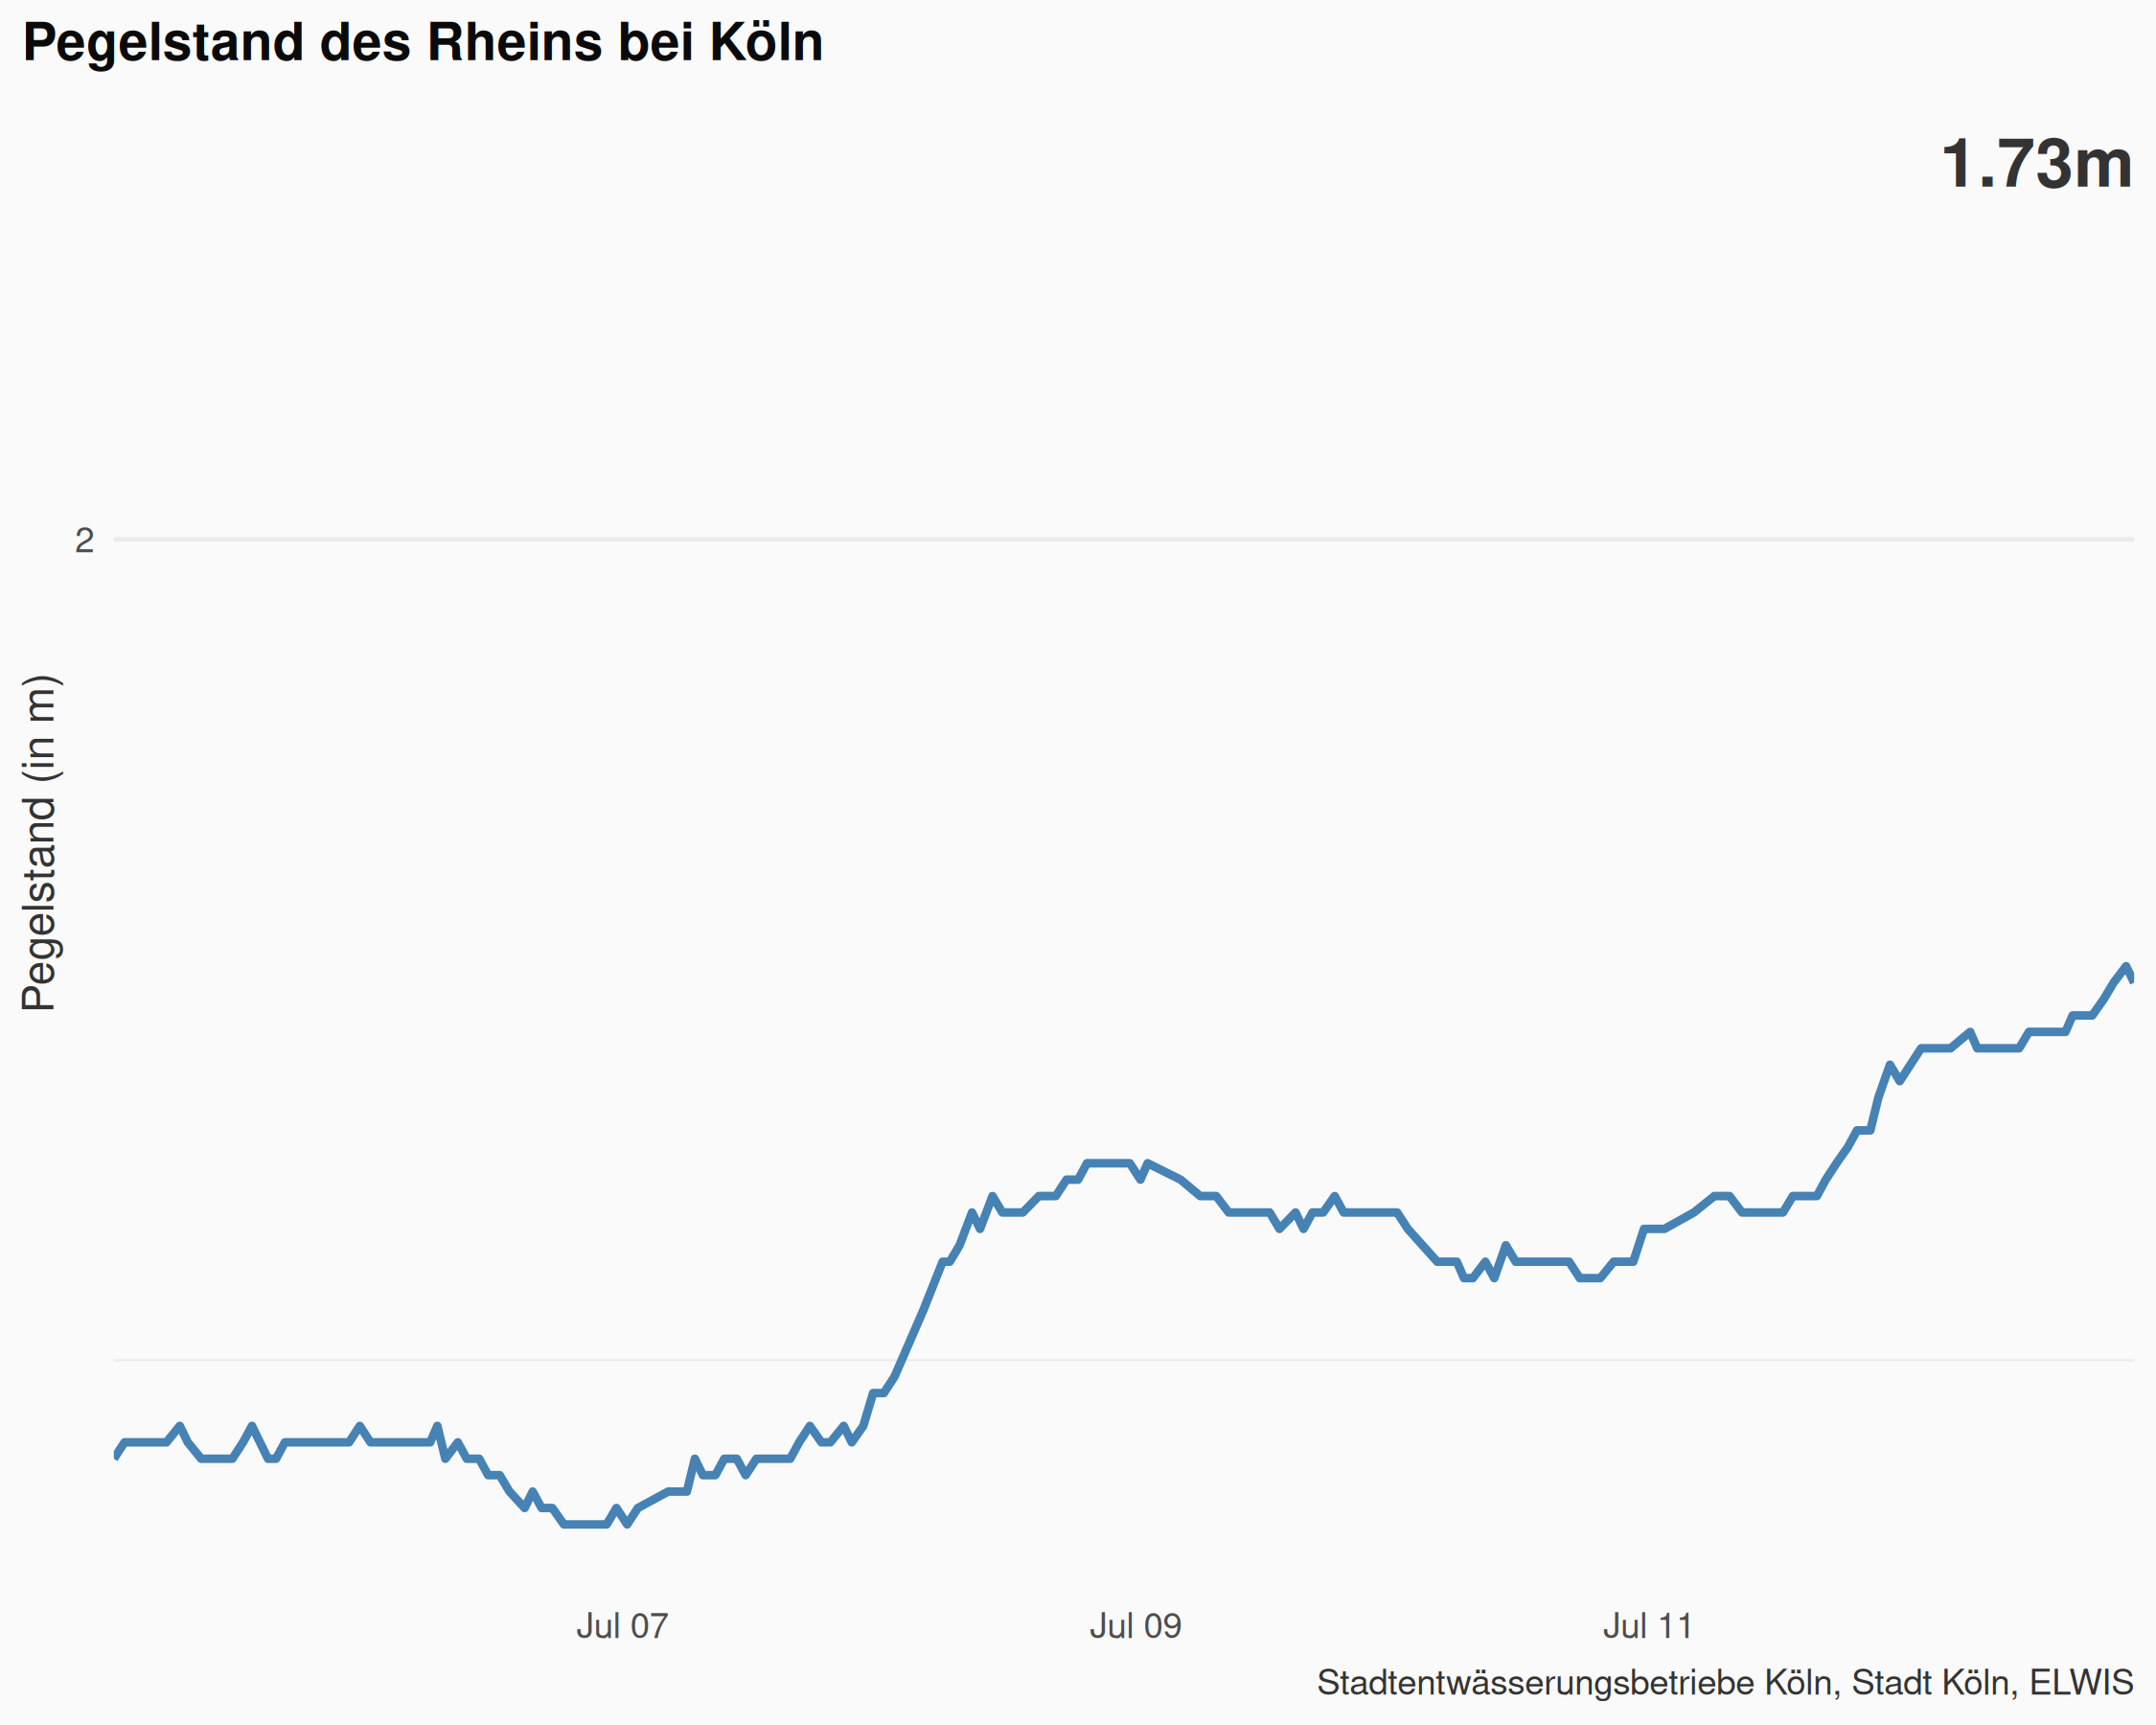 Pegelstand des Rheins bei Köln
1.73m
2
Pegelstand (in m)
Jul 07
Jul 09
Jul 11
Stadtentwässerungsbetriebe Köln, Stadt Köln, ELWIS